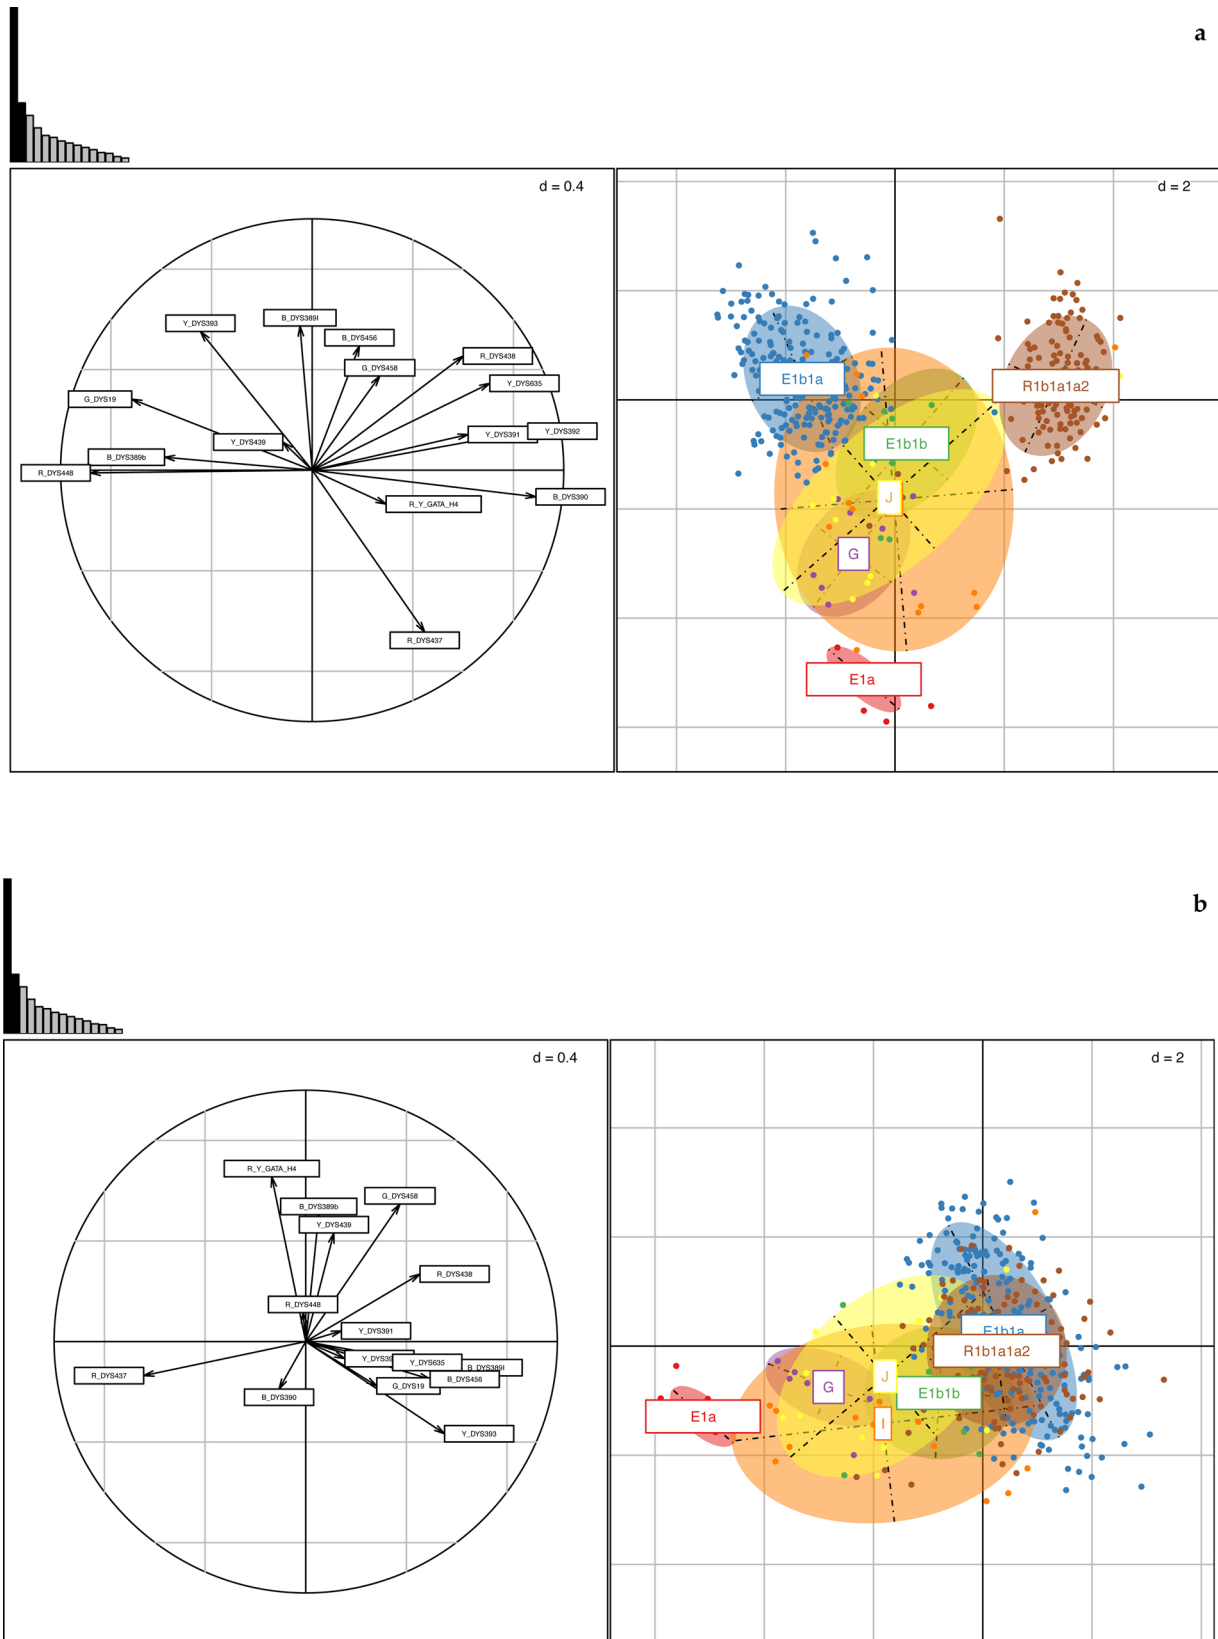 a
d = 0.4
d = 2
B_DYS389I
Y_DYS393
B_DYS456
R_DYS438
G_DYS458
Y_DYS635
G_DYS19
Y_DYS439
Y_DYS391
Y_DYS392
B_DYS389b
R_DYS448
B_DYS390
R_Y_GATA_H4
R_DYS437
E1b1a
R1b1a1a2
E1b1b
J
G
E1a
b
d = 0.4
d = 2
R_Y_GATA_H4
G_DYS458
B_DYS389b
Y_DYS439
R_DYS438
R_DYS448
Y_DYS391
Y_DYS635
B_DYS389I
R_DYS437
B_DYS456
G_DYS19
B_DYS390
Y_DYS393
E1b1a
R1b1a1a2
J
G
E1b1b
E1a
I